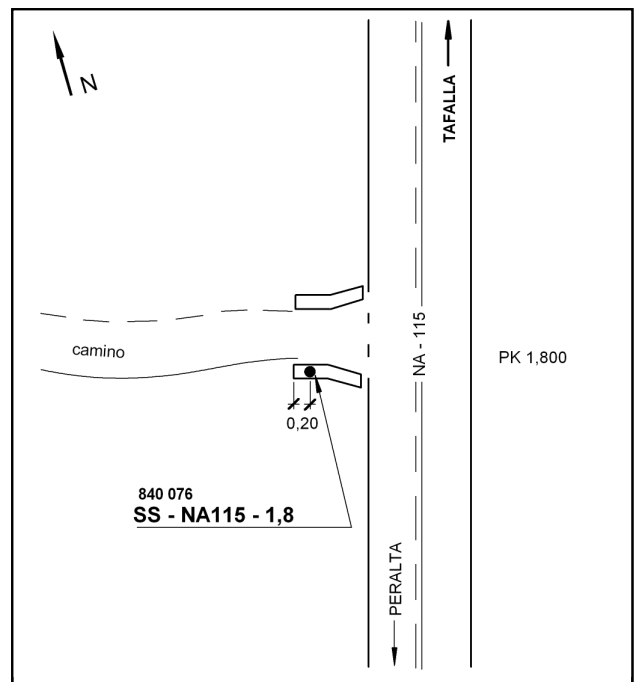 N
TAFALLA
camino
NA - 115
PK 1,800
0,20
840 076
SS - NA115 - 1,8
PERALTA